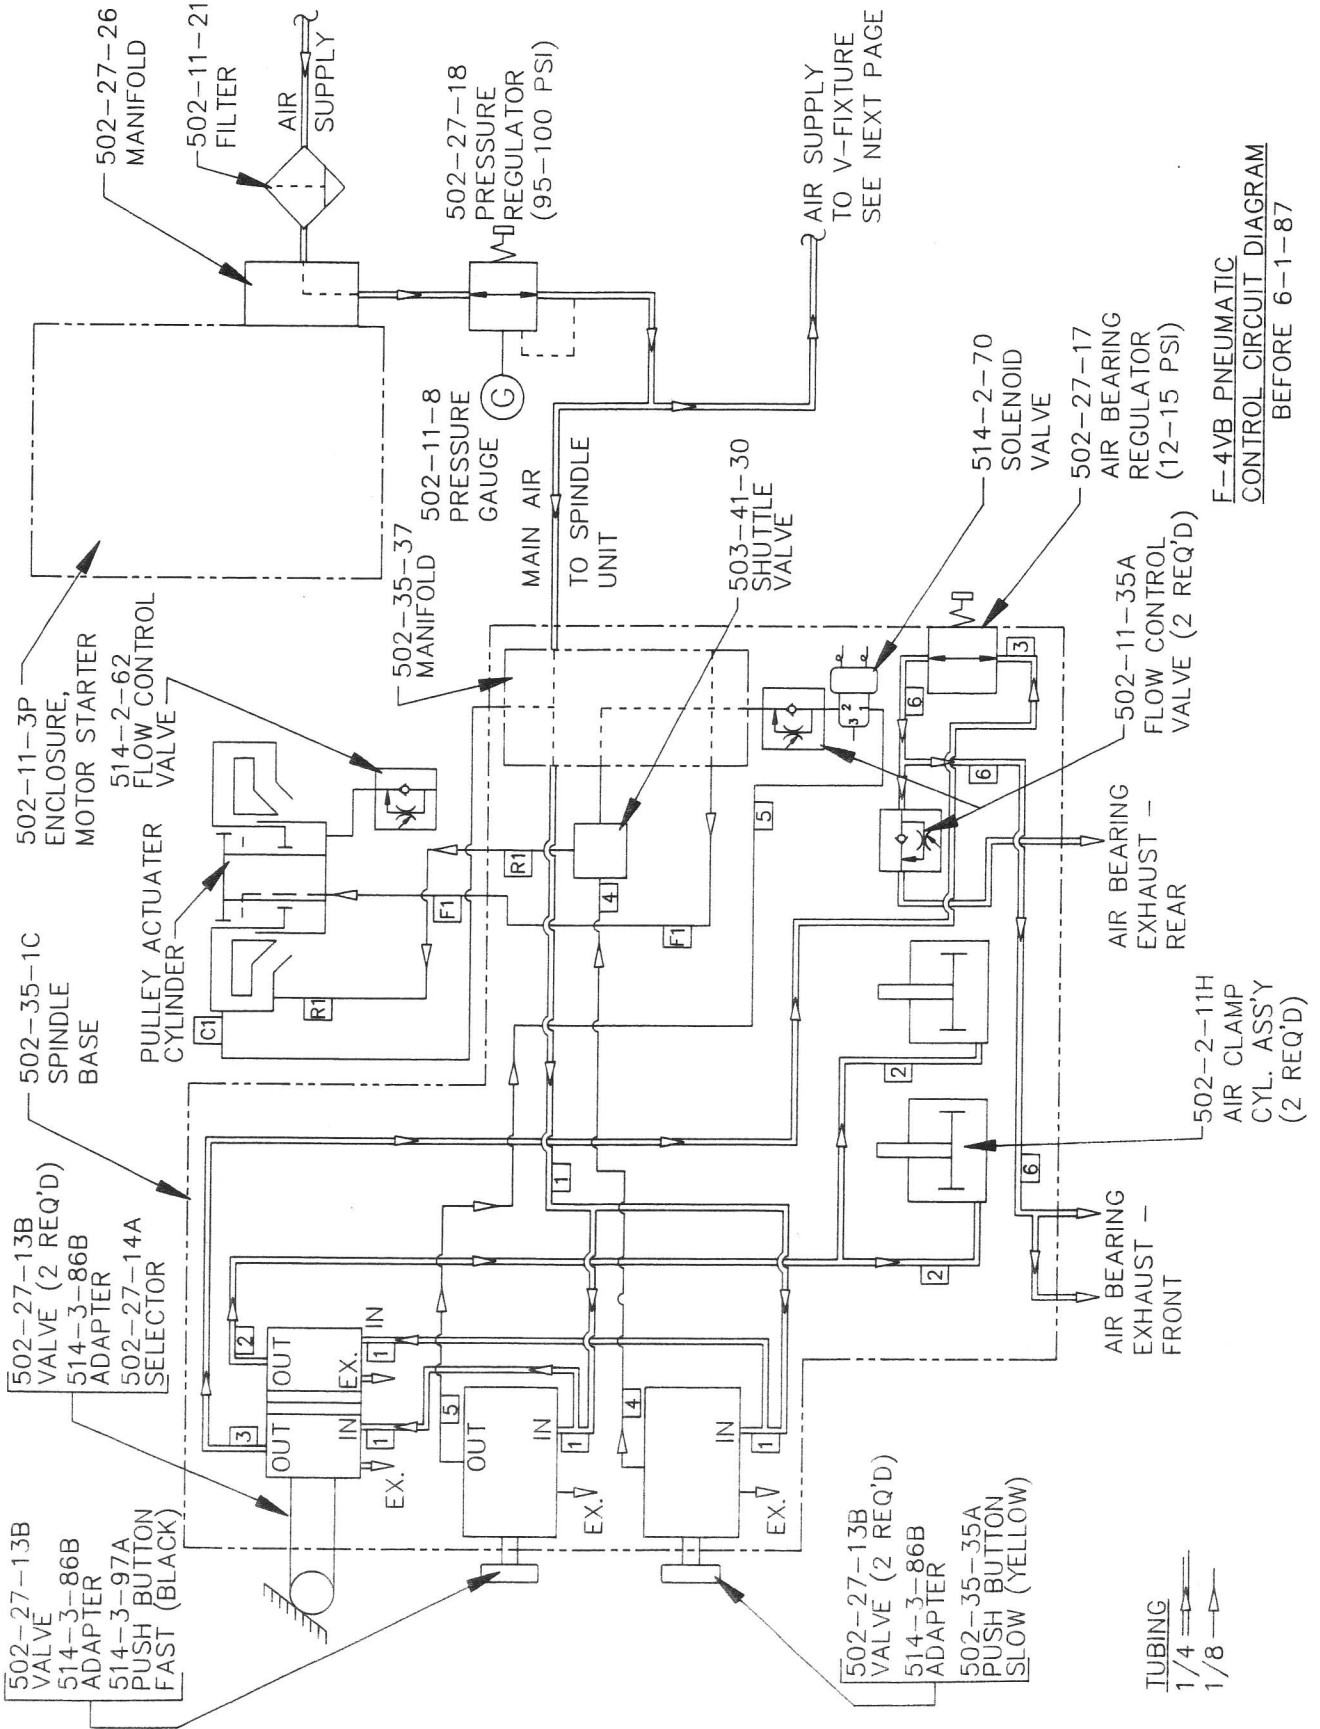 502-27-26
MANIFOLD
502-11-21
FILTER
AIR
SUPPLY
502-27-18
PRESSURE
REGULATOR
(95-100 PSI)
AIR SUPPLY
TO V-FIXTURE
SEE NEXT PAGE
502-11-3P
ENCLOSURE,
MOTOR STARTER
514-2-62
FLOW CONTROL
VALVE
502-11-8
PRESSURE
GAUGE
G
502-35-37
MANIFOLD
MAIN AIR
TO SPINDLE
UNIT
503-41-30
SHUTTLE
VALVE
514-2-70
SOLENOID
VALVE
502-27-17
AIR BEARING
REGULATOR
(12-15 PSI)
502-11-35A
FLOW CONTROL
VALVE (2 REQ'D)
PULLEY ACTUATER
CYLINDER
C1
R1
F1
R1
F1
4
5
2
3
6
3
6
AIR BEARING
EXHAUST -
REAR
502-35-1C
SPINDLE
BASE
502-2-11H
AIR CLAMP
CYL. ASS'Y
(2 REQ'D)
2
2
1
6
AIR BEARING
EXHAUST -
FRONT
502-27-13B
VALVE (2 REQ'D)
514-3-86B
ADAPTER
502-27-14A
SELECTOR
2
OUT
EX.
IN
1
3
OUT
IN
1
EX.
5
OUT
IN
1
EX.
4
IN
1
EX.
502-27-13B
VALVE
514-3-86B
ADAPTER
514-3-97A
PUSH BUTTON
FAST (BLACK)
502-27-13B
VALVE (2 REQ'D)
514-3-86B
ADAPTER
502-35-35A
PUSH BUTTON
SLOW (YELLOW)
TUBING
1/4
1/8
F-4VB PNEUMATIC
CONTROL CIRCUIT DIAGRAM
BEFORE 6-1-87